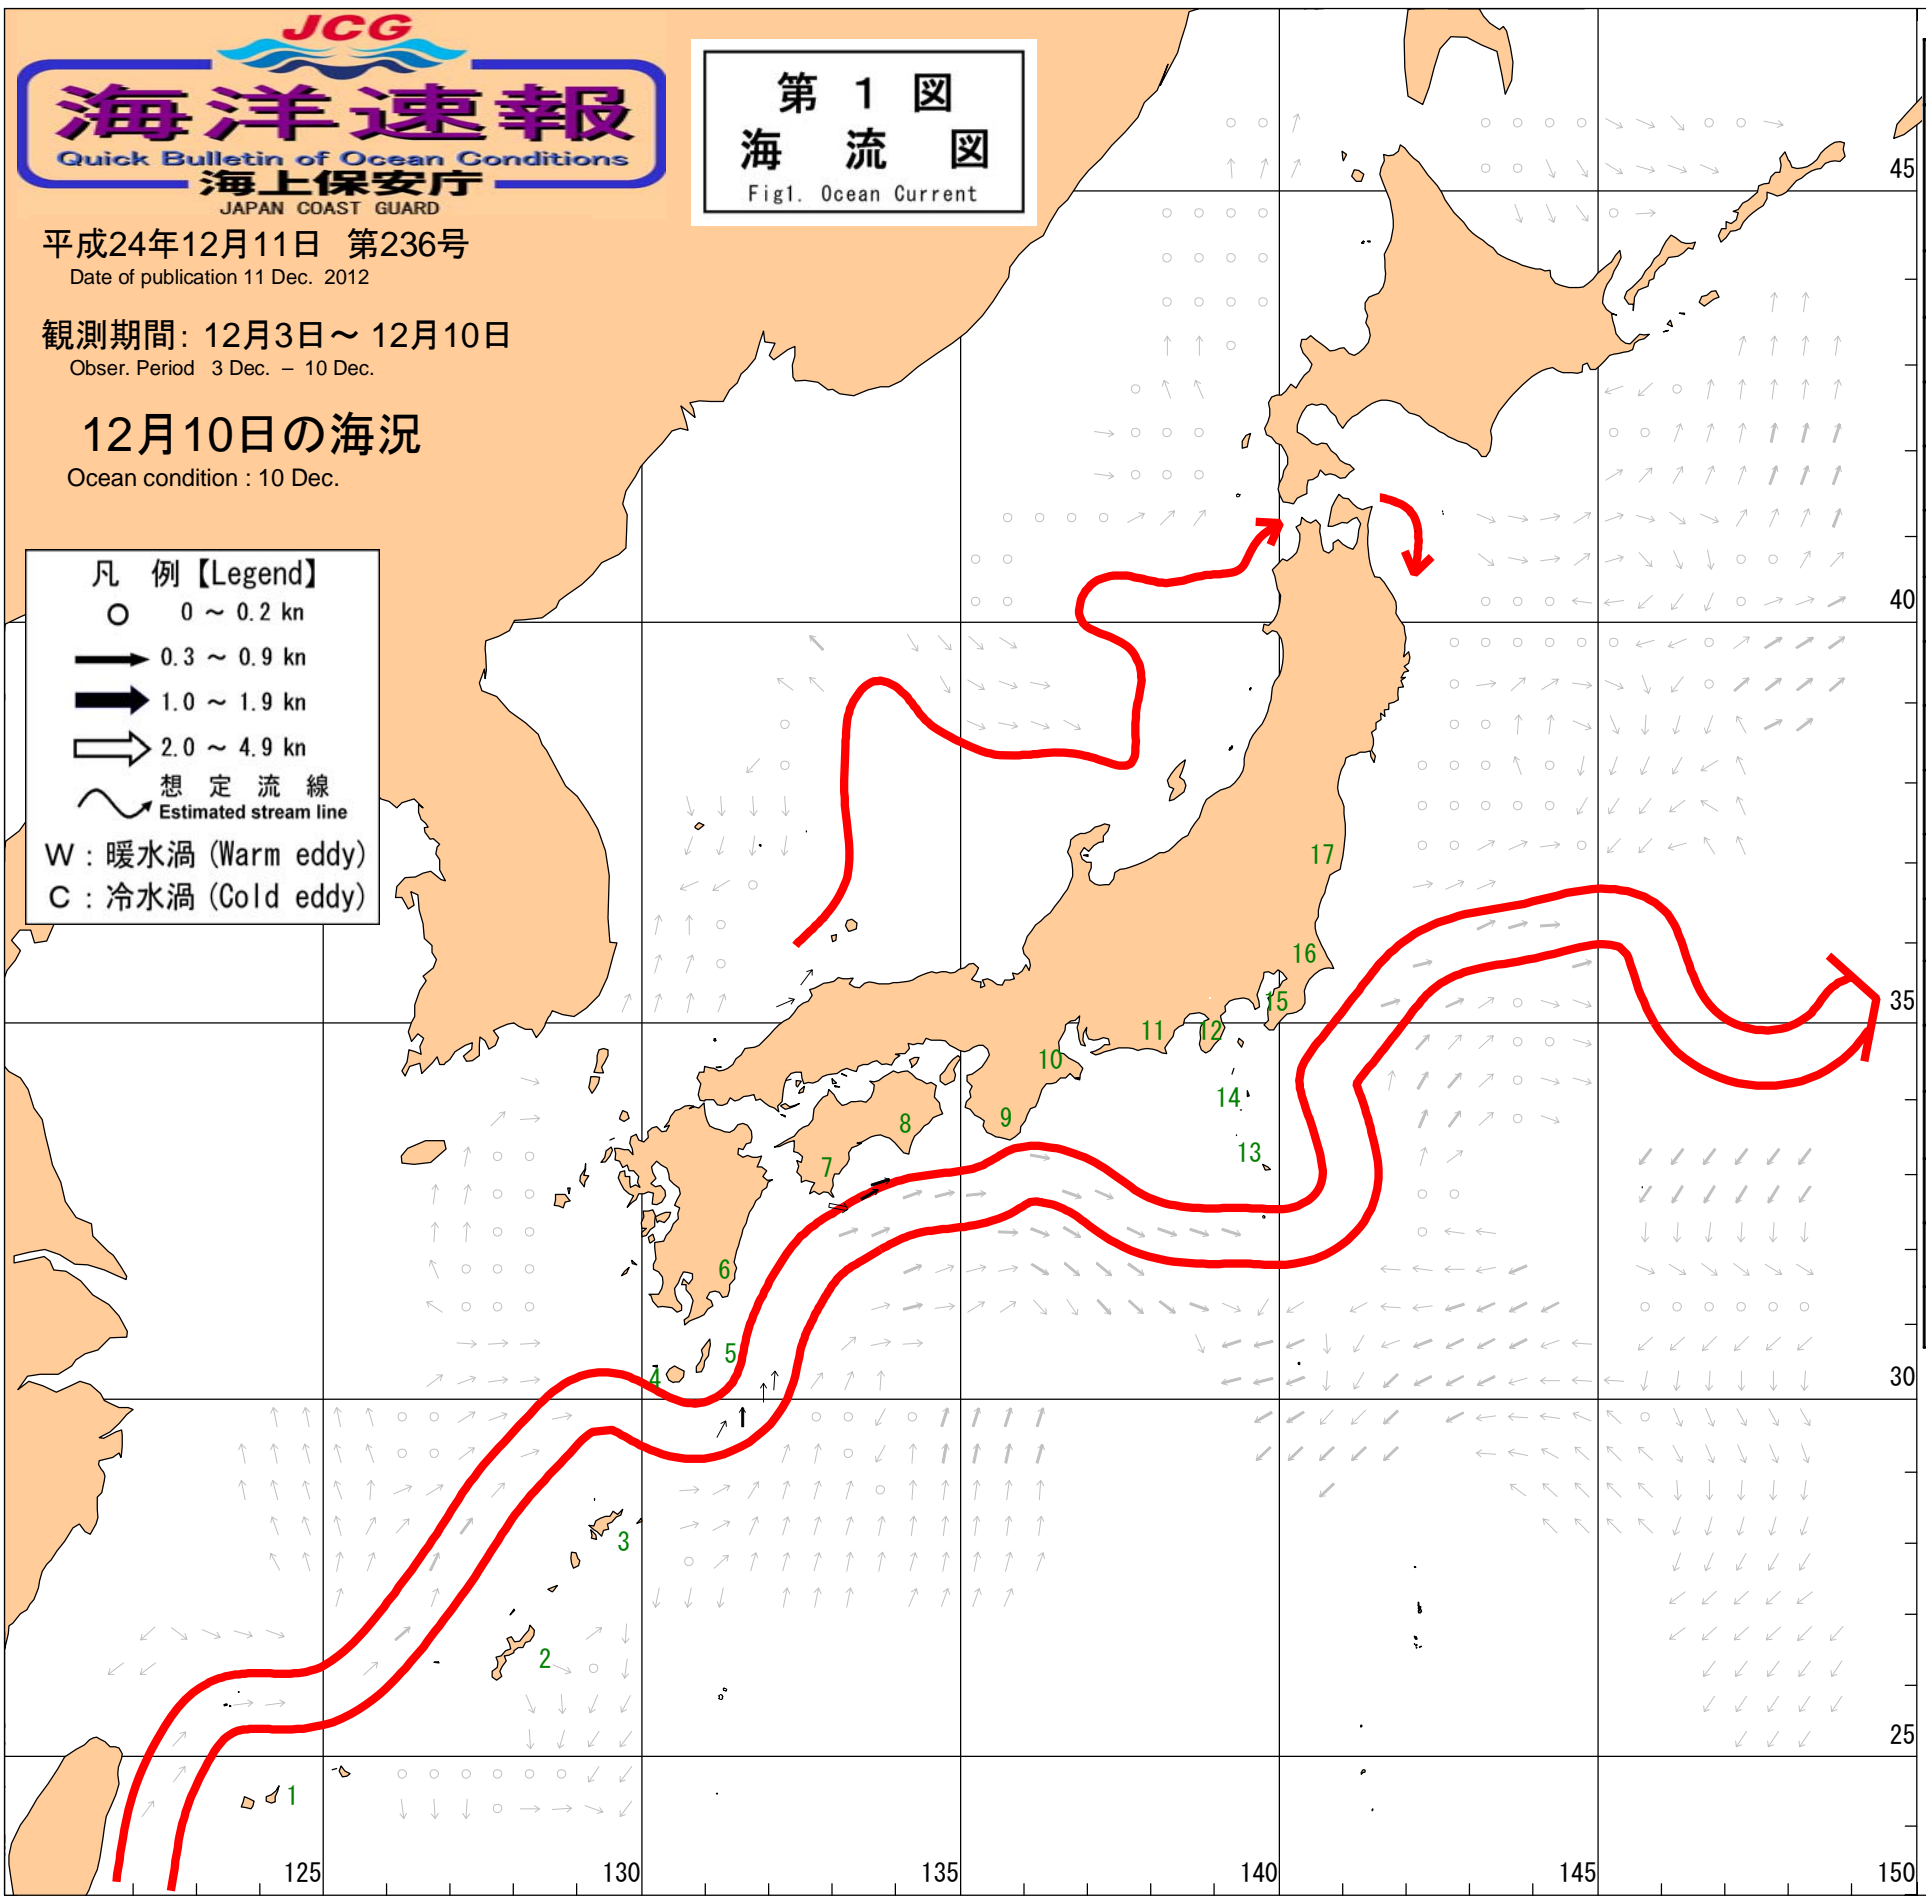 JCG
海洋速報
Quick Bulletin of Ocean Conditions
海上保安庁
JAPAN COAST GUARD
第 1 図
海 流 図
Fig1. Ocean Current
平成24年12月11日 第236号
Date of publication 11 Dec. 2012
観測期間: 12月3日～ 12月10日
Obser. Period 3 Dec. – 10 Dec.
12月10日の海況
Ocean condition : 10 Dec.
凡 例【Legend】
0 ～ 0.2 kn
0.3 ～ 0.9 kn
1.0 ～ 1.9 kn
2.0 ～ 4.9 kn
想 定 流 線
Estimated stream line
W : 暖水渦 (Warm eddy)
C : 冷水渦 (Cold eddy)
45
40
35
30
25
17
16
15
12
11
10
14
13
9
8
7
6
5
4
3
2
1
125
130
135
140
145
150